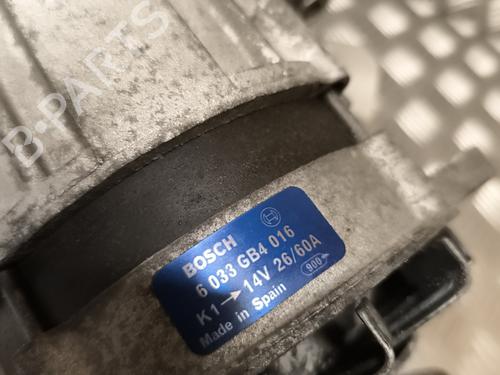 B-PARTS
BOSCH
6 033 GB4 016
K1 → 14V 26/60A
Made in Spain
900